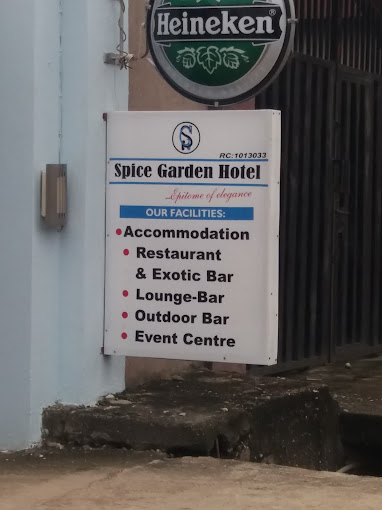 Heineken®
S
RC:1013033
Spice Garden Hotel
...Epitome of elegance
OUR FACILITIES:
• Accommodation
• Restaurant
& Exotic Bar
• Lounge-Bar
• Outdoor Bar
• Event Centre